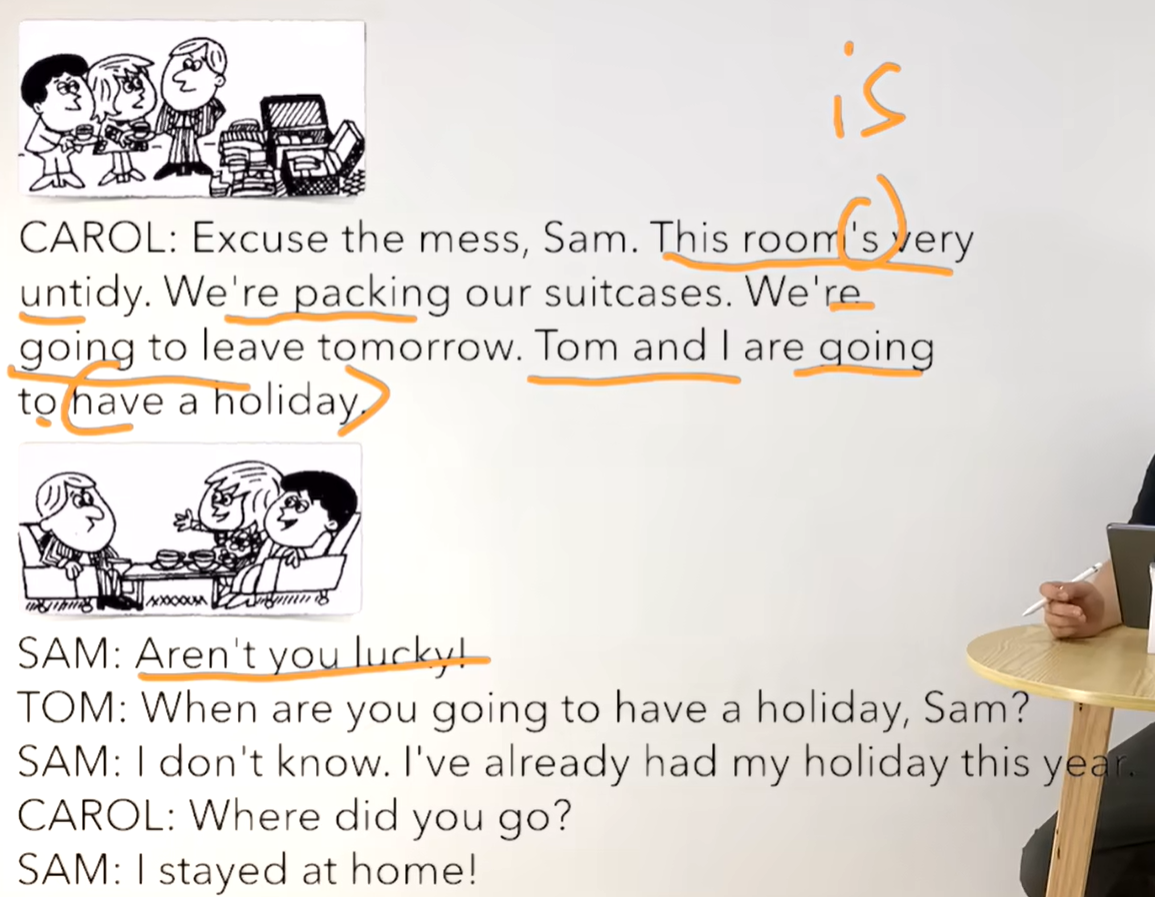 is
CAROL: Excuse the mess, Sam. This room's very
untidy. We're packing our suitcases. We're
going to leave tomorrow. Tom and I are going
to have a holiday.
SAM: Aren't you lucky!
TOM: When are you going to have a holiday, Sam?
SAM: I don't know. I've already had my holiday this year.
CAROL: Where did you go?
SAM: I stayed at home!